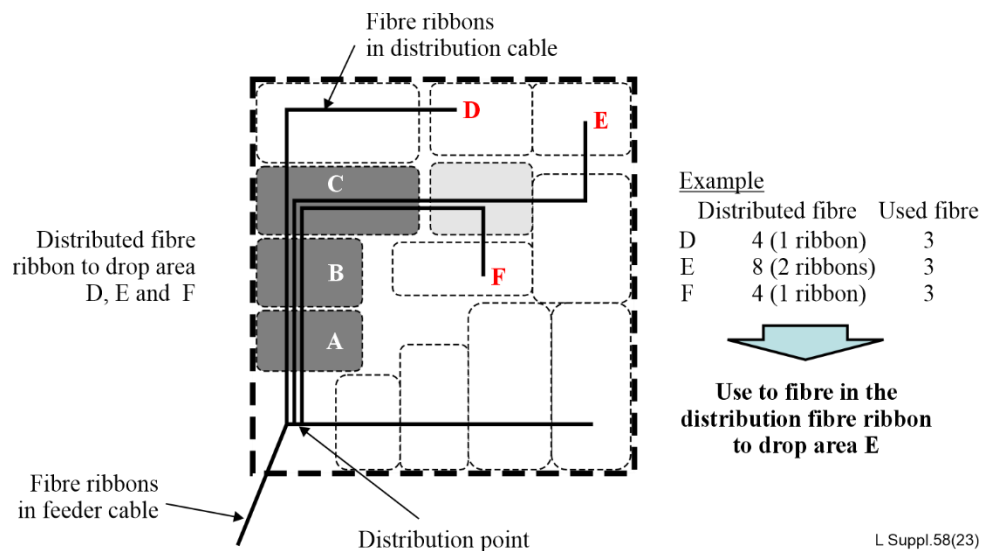 Fibre ribbons
in distribution cable
D
E
C
Distributed fibre
ribbon to drop area
D, E and F
B
F
A
Fibre ribbons
in feeder cable
Distribution point
Example
Distributed fibre Used fibre
D 4 (1 ribbon) 3
E 8 (2 ribbons) 3
F 4 (1 ribbon) 3
Use to fibre in the
distribution fibre ribbon
to drop area E
L Suppl.58(23)